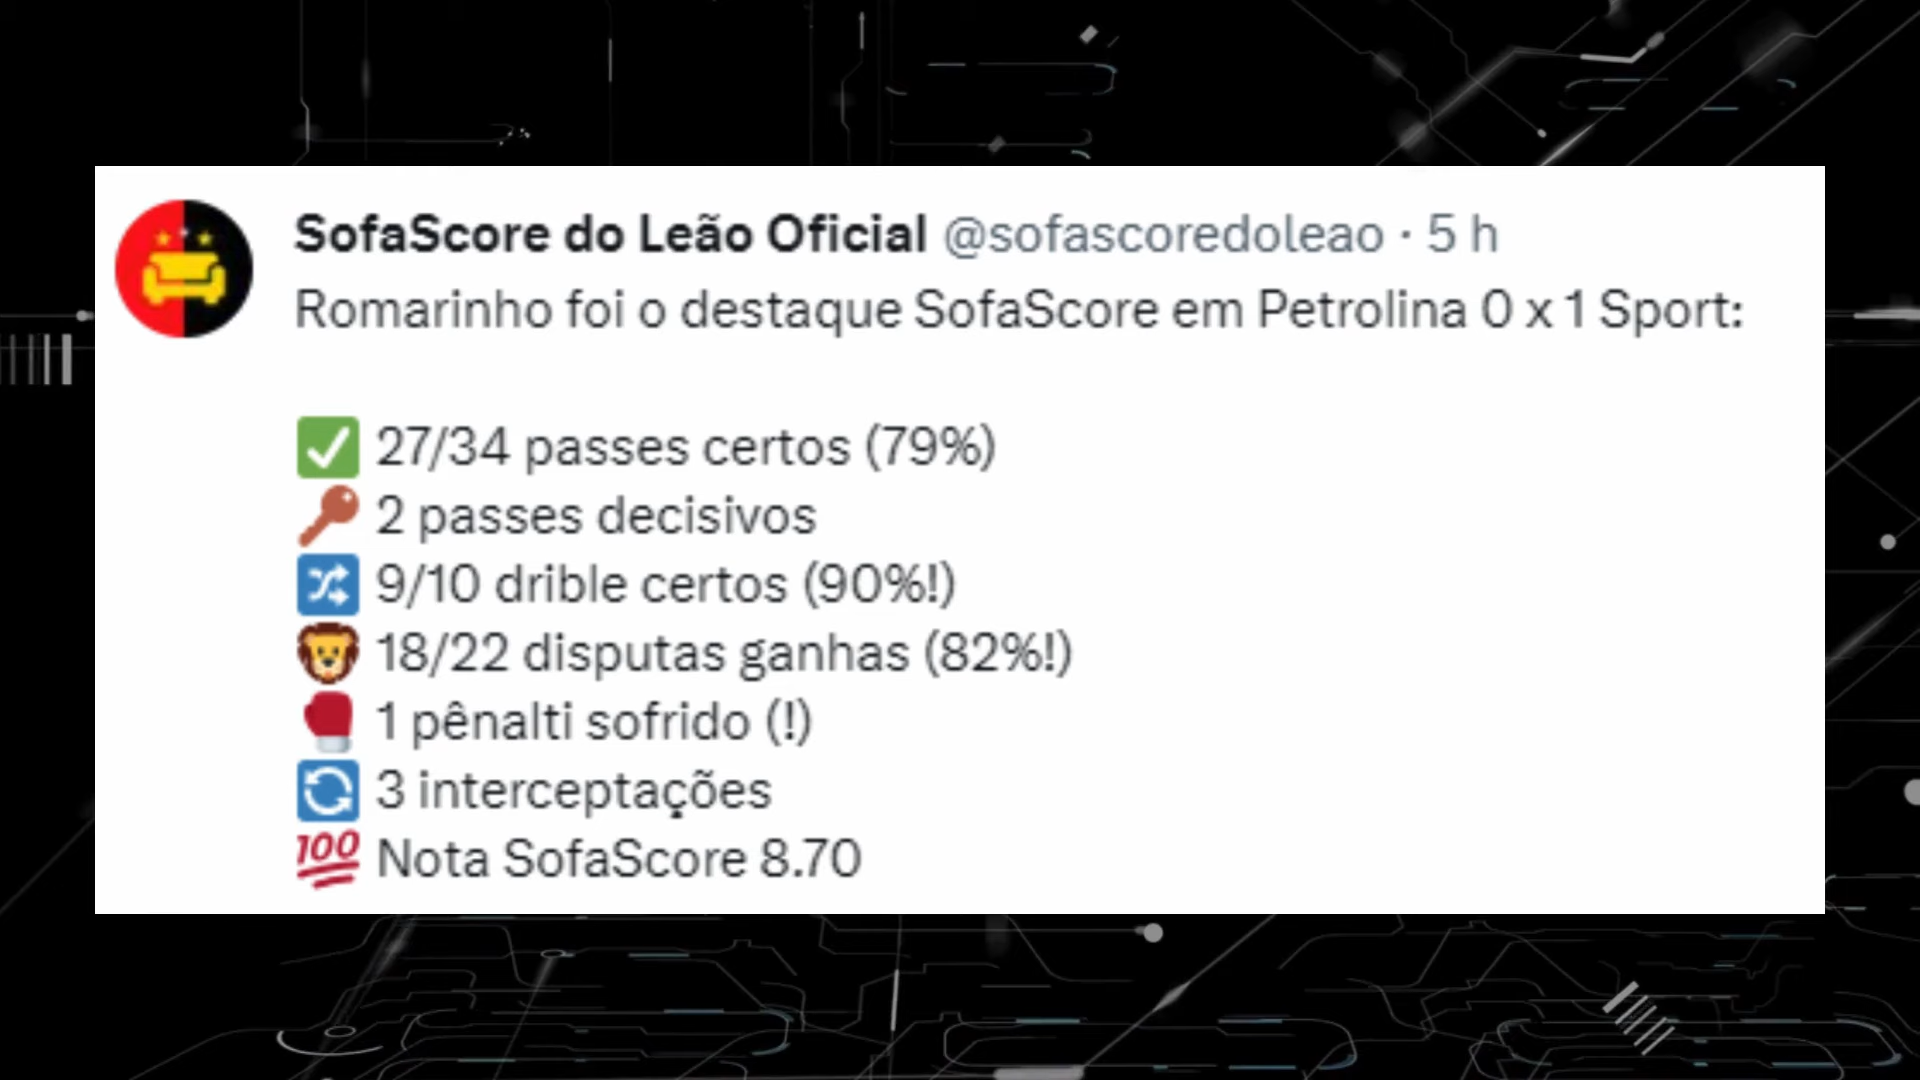 SofaScore do Leão Oficial @sofascoredoleao · 5 h
Romarinho foi o destaque SofaScore em Petrolina 0 x 1 Sport:
✅ 27/34 passes certos (79%)
🔑 2 passes decisivos
🔀 9/10 drible certos (90%!)
🦁 18/22 disputas ganhas (82%!)
🥊 1 pênalti sofrido (!)
🔄 3 interceptações
💯 Nota SofaScore 8.70